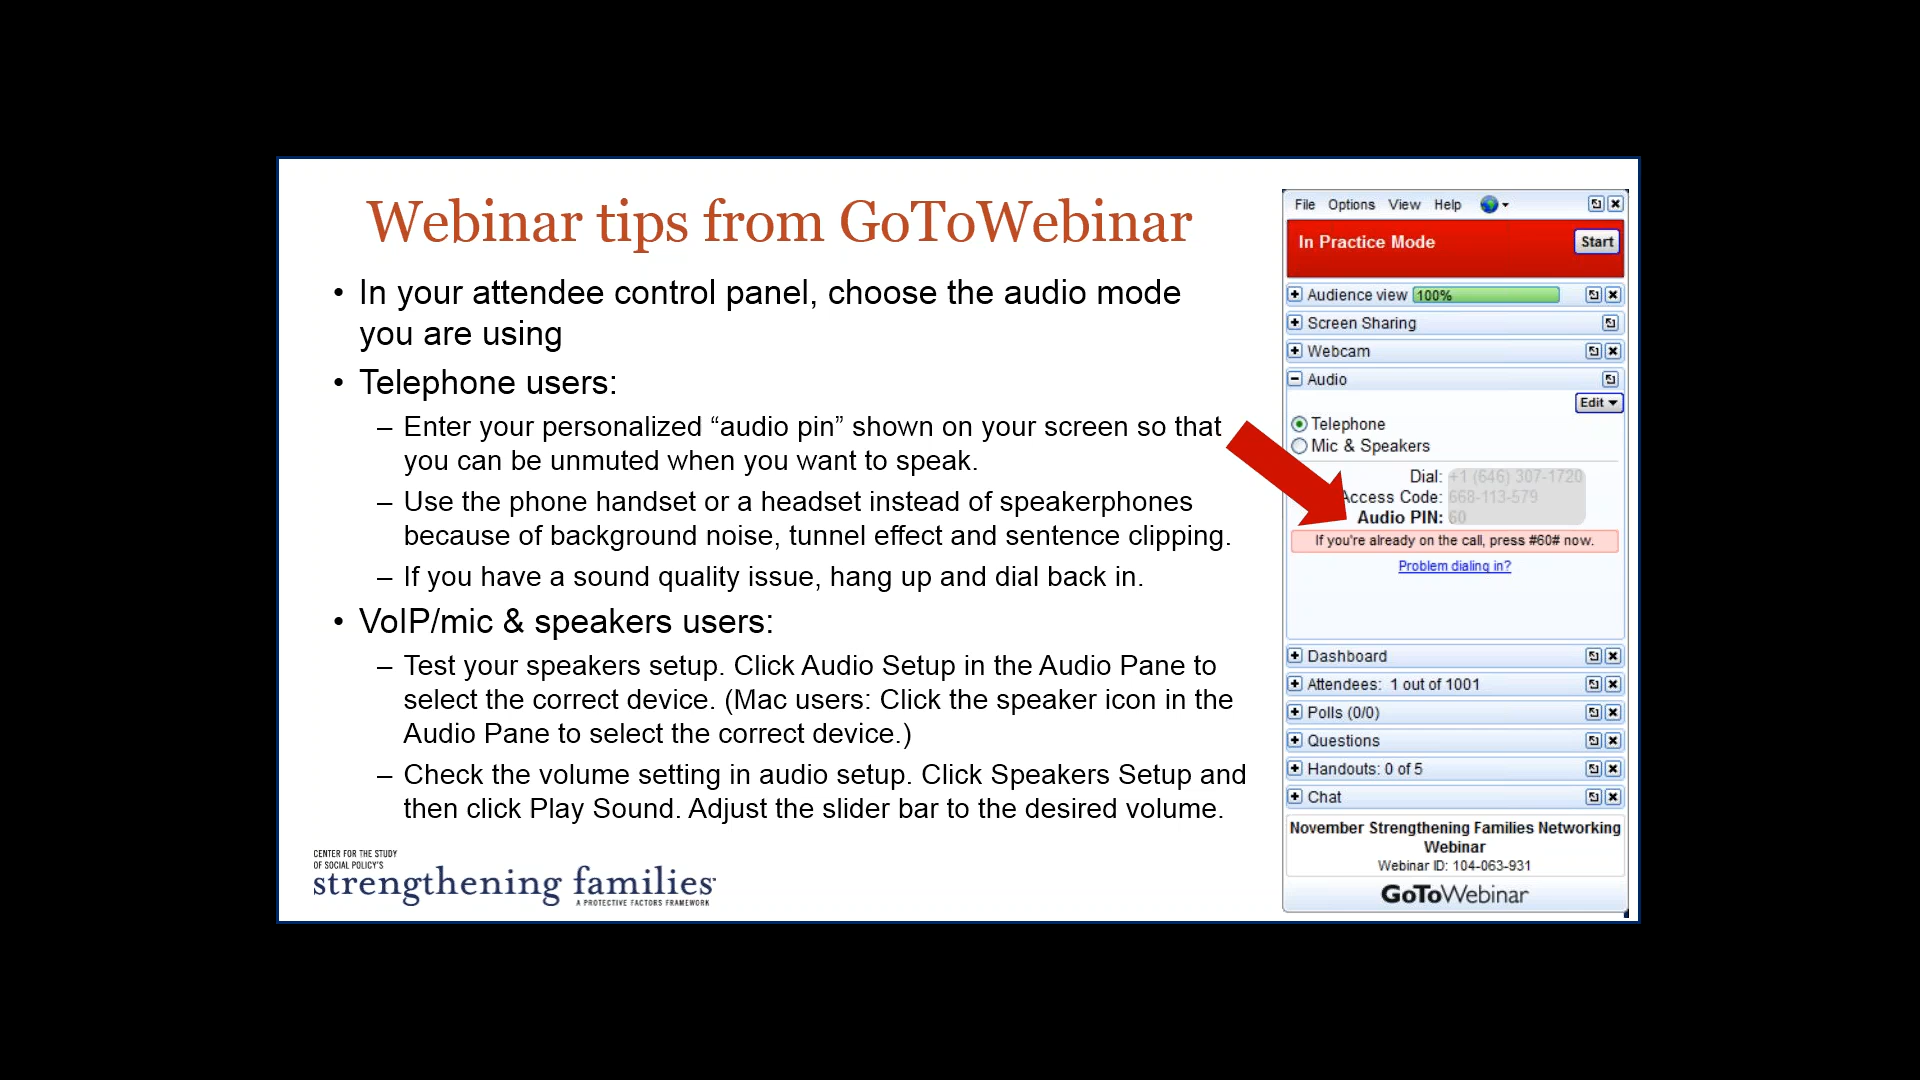 Webinar tips from GoToWebinar
• In your attendee control panel, choose the audio mode
you are using
• Telephone users:
– Enter your personalized “audio pin” shown on your screen so that
you can be unmuted when you want to speak.
– Use the phone handset or a headset instead of speakerphones
because of background noise, tunnel effect and sentence clipping.
– If you have a sound quality issue, hang up and dial back in.
• VoIP/mic & speakers users:
– Test your speakers setup. Click Audio Setup in the Audio Pane to
select the correct device. (Mac users: Click the speaker icon in the
Audio Pane to select the correct device.)
– Check the volume setting in audio setup. Click Speakers Setup and
then click Play Sound. Adjust the slider bar to the desired volume.
CENTER FOR THE STUDY
OF SOCIAL POLICY'S
strengthening families
A PROTECTIVE FACTORS FRAMEWORK
File Options View Help
In Practice Mode Start
Audience view 100%
Screen Sharing
Webcam
Audio
Edit
Telephone
Mic & Speakers
Dial: +1 (646) 307-1720
Access Code: 668-113-579
Audio PIN: 60
If you're already on the call, press #60# now.
Problem dialing in?
Dashboard
Attendees: 1 out of 1001
Polls (0/0)
Questions
Handouts: 0 of 5
Chat
November Strengthening Families Networking
Webinar
Webinar ID: 104-063-931
GoToWebinar